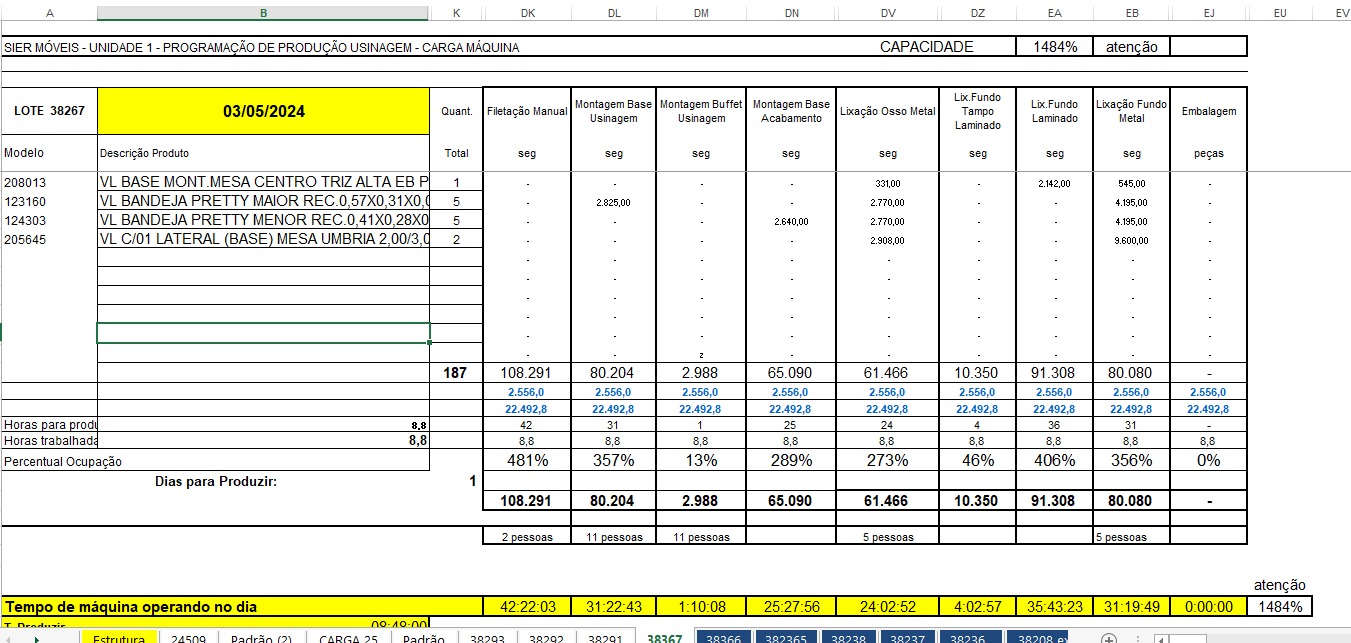 A B K DK DL DM DN DV DZ EA EB EJ EU EV
SIER MÓVEIS - UNIDADE 1 - PROGRAMAÇÃO DE PRODUÇÃO USINAGEM - CARGA MÁQUINA CAPACIDADE 1484% atenção
LOTE 38267 03/05/2024 Quant. Filetação Manual Montagem Base Usinagem Montagem Buffet Usinagem Montagem Base Acabamento Lixação Osso Metal Lix.Fundo Tampo Laminado Lix.Fundo Laminado Lixação Fundo Metal Embalagem
Modelo Descrição Produto Total seg seg seg seg seg seg seg seg peças
208013 VL BASE MONT.MESA CENTRO TRIZ ALTA EB P 1 - - - - 331,00 - 2.142,00 545,00 -
123160 VL BANDEJA PRETTY MAIOR REC.0,57X0,31X0,0 5 - 2.825,00 - - 2.770,00 - - 4.195,00 -
124303 VL BANDEJA PRETTY MENOR REC.0,41X0,28X0 5 - - - 2.640,00 2.770,00 - - 4.195,00 -
205645 VL C/01 LATERAL (BASE) MESA UMBRIA 2,00/3,0 2 - - - - 2.908,00 - - 9.600,00 -
- - - - - - - - -
- - - - - - - - -
- - - - - - - - -
- - - - - - - - -
- - - - - - - - -
- - 2 - - - - - -
187 108.291 80.204 2.988 65.090 61.466 10.350 91.308 80.080 -
2.556,0 2.556,0 2.556,0 2.556,0 2.556,0 2.556,0 2.556,0 2.556,0 2.556,0
22.492,8 22.492,8 22.492,8 22.492,8 22.492,8 22.492,8 22.492,8 22.492,8 22.492,8
Horas para produ 8,8 42 31 1 25 24 4 36 31 -
Horas trabalhada 8,8 8,8 8,8 8,8 8,8 8,8 8,8 8,8 8,8 8,8
Percentual Ocupação 481% 357% 13% 289% 273% 46% 406% 356% 0%
Dias para Produzir: 1
108.291 80.204 2.988 65.090 61.466 10.350 91.308 80.080 -
2 pessoas 11 pessoas 11 pessoas 5 pessoas 5 pessoas
atenção
Tempo de máquina operando no dia 42:22:03 31:22:43 1:10:08 25:27:56 24:02:52 4:02:57 35:43:23 31:19:49 0:00:00 1484%
T. Produzir 08:48:00
Estrutura 24509 Padrão (2) CARGA 25 Padrão 38293 38292 38291 38367 38366 382365 38238 38237 38236 38208 ex